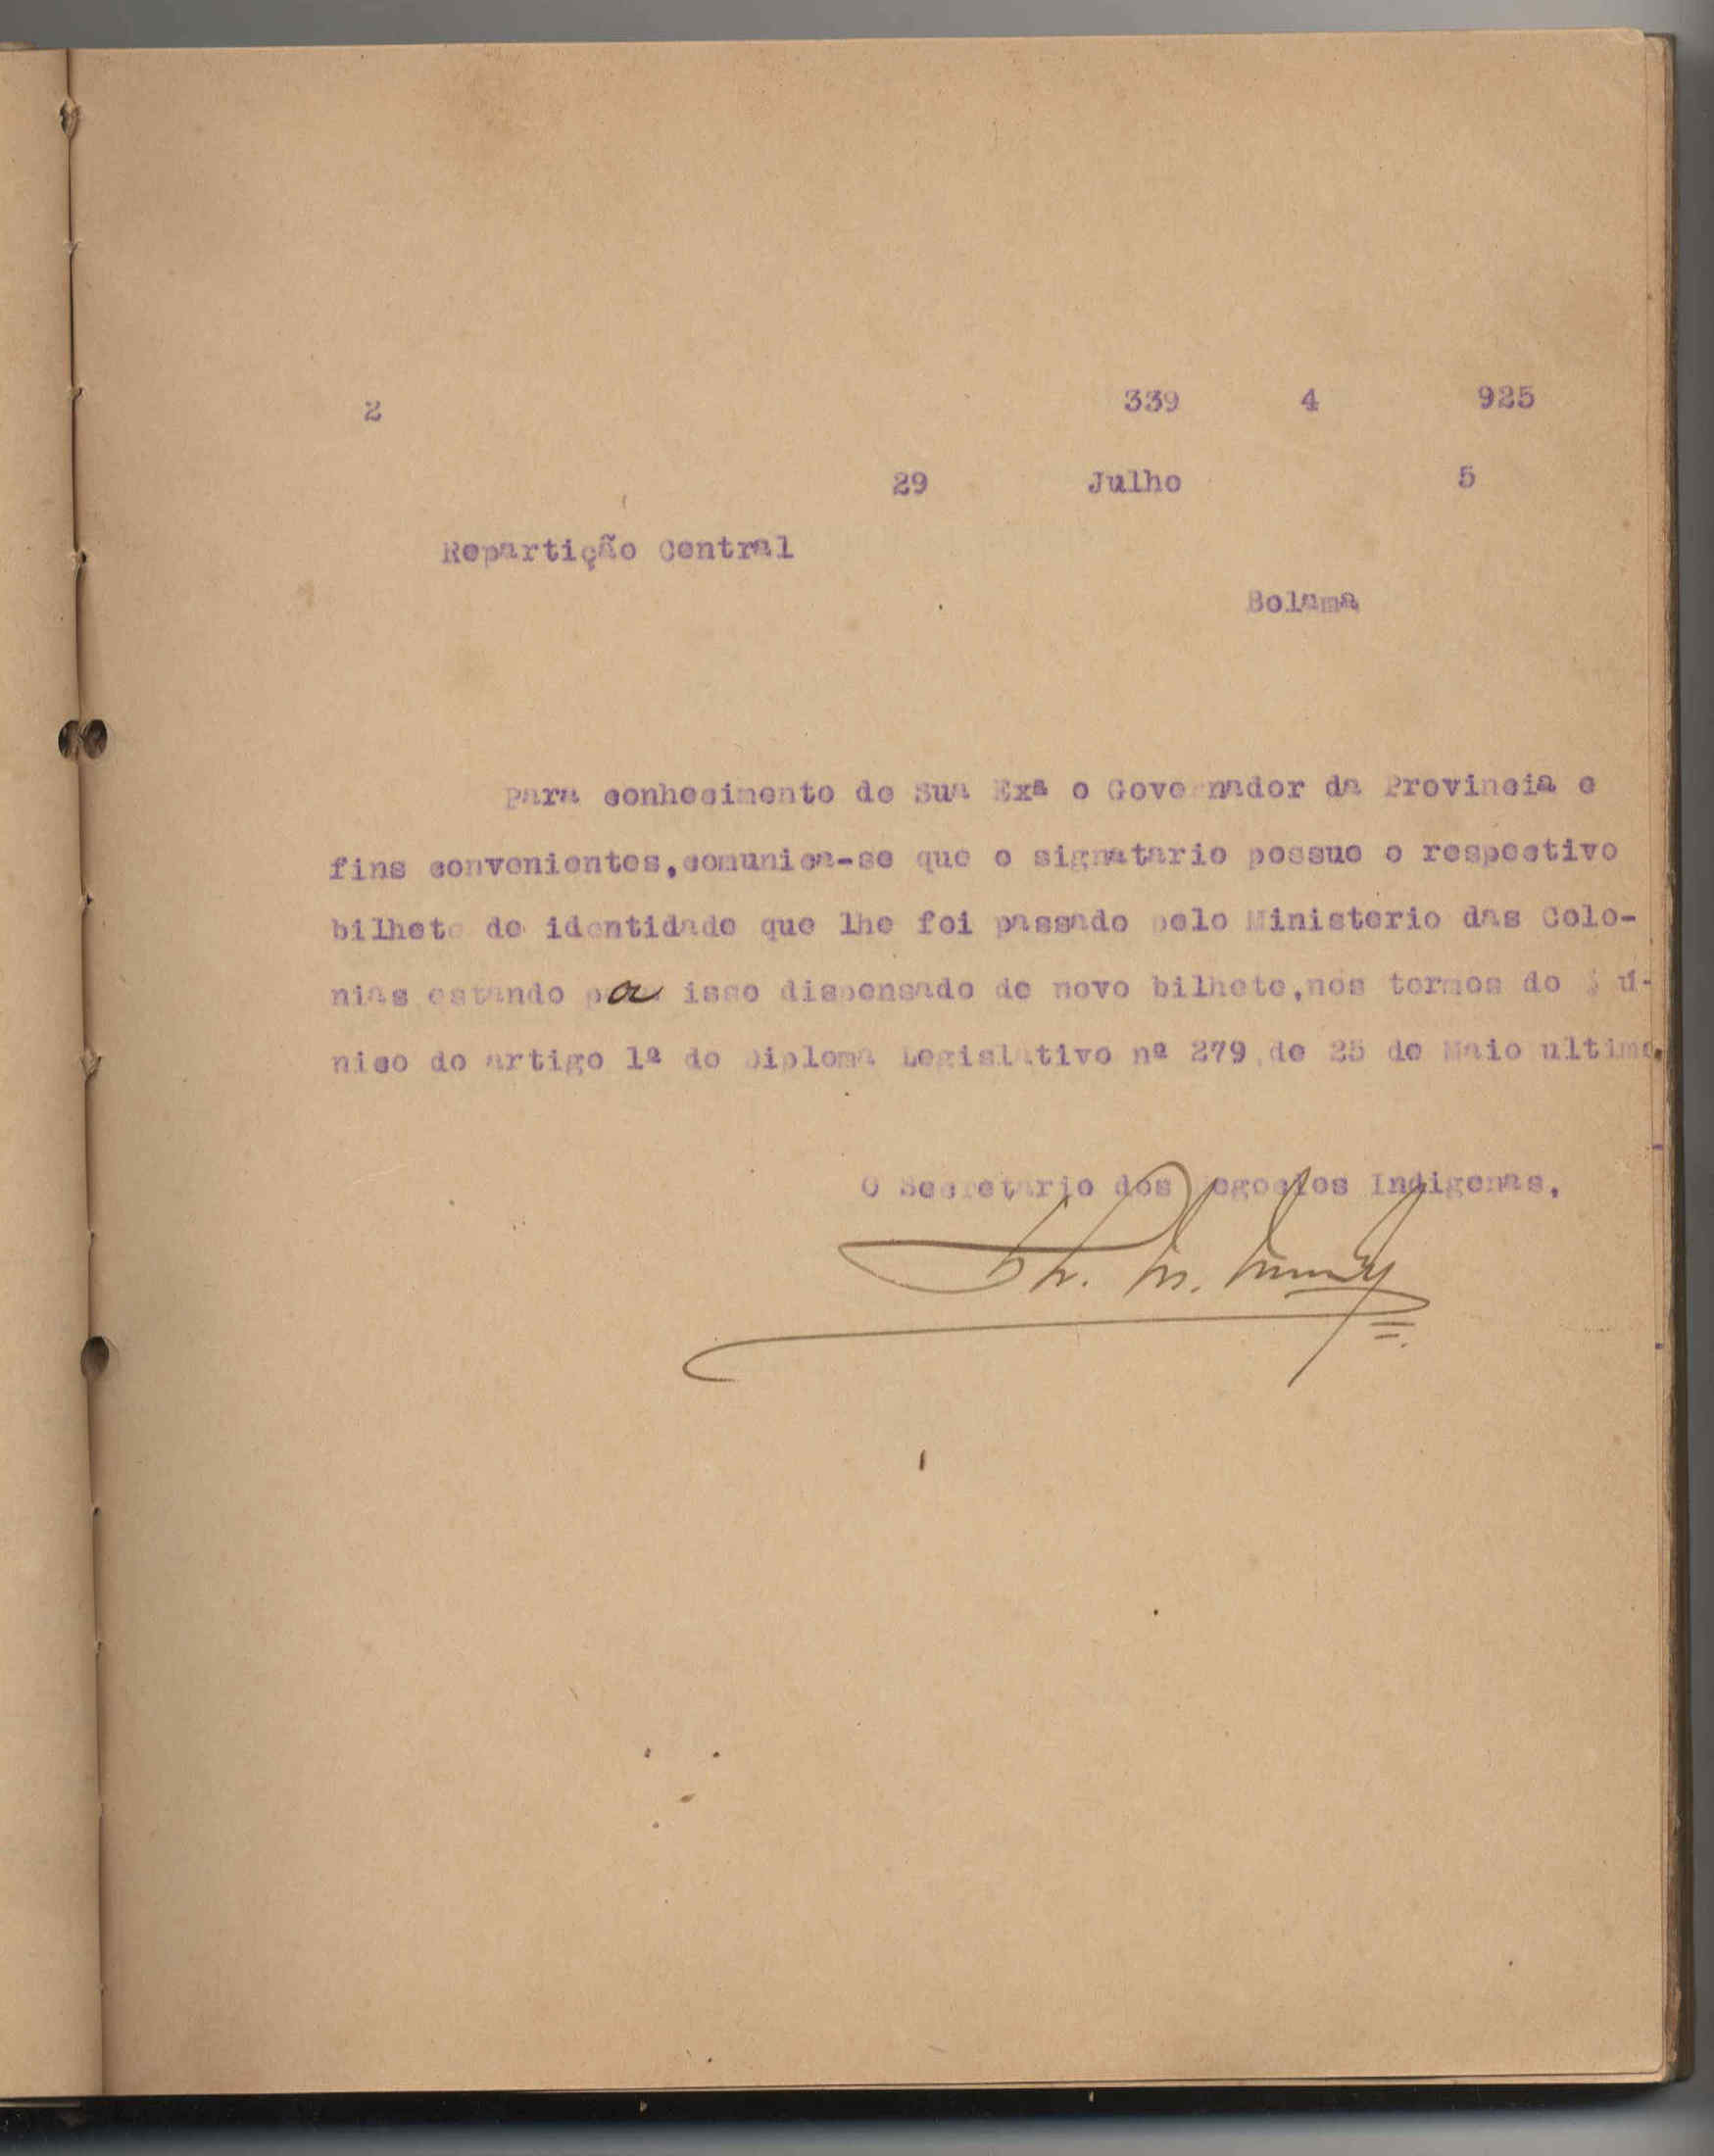 2 339 4 925
29 Julho 5
Repartição Central
Bolama
Para conhecimento de Sua Exª o Governador da Provincia e
fins convenientes,comunica-se que o signatario possue o respectivo
bilhete de identidade que lhe foi passado pelo Ministerio das Colo-
nias estando isso dispensado de novo bilhete,nos termos do § ú-
nico do artigo 1º do Diploma Legislativo nº 279,de 25 de Maio ultimo.
O Secretario dos Negocios Indigenas,